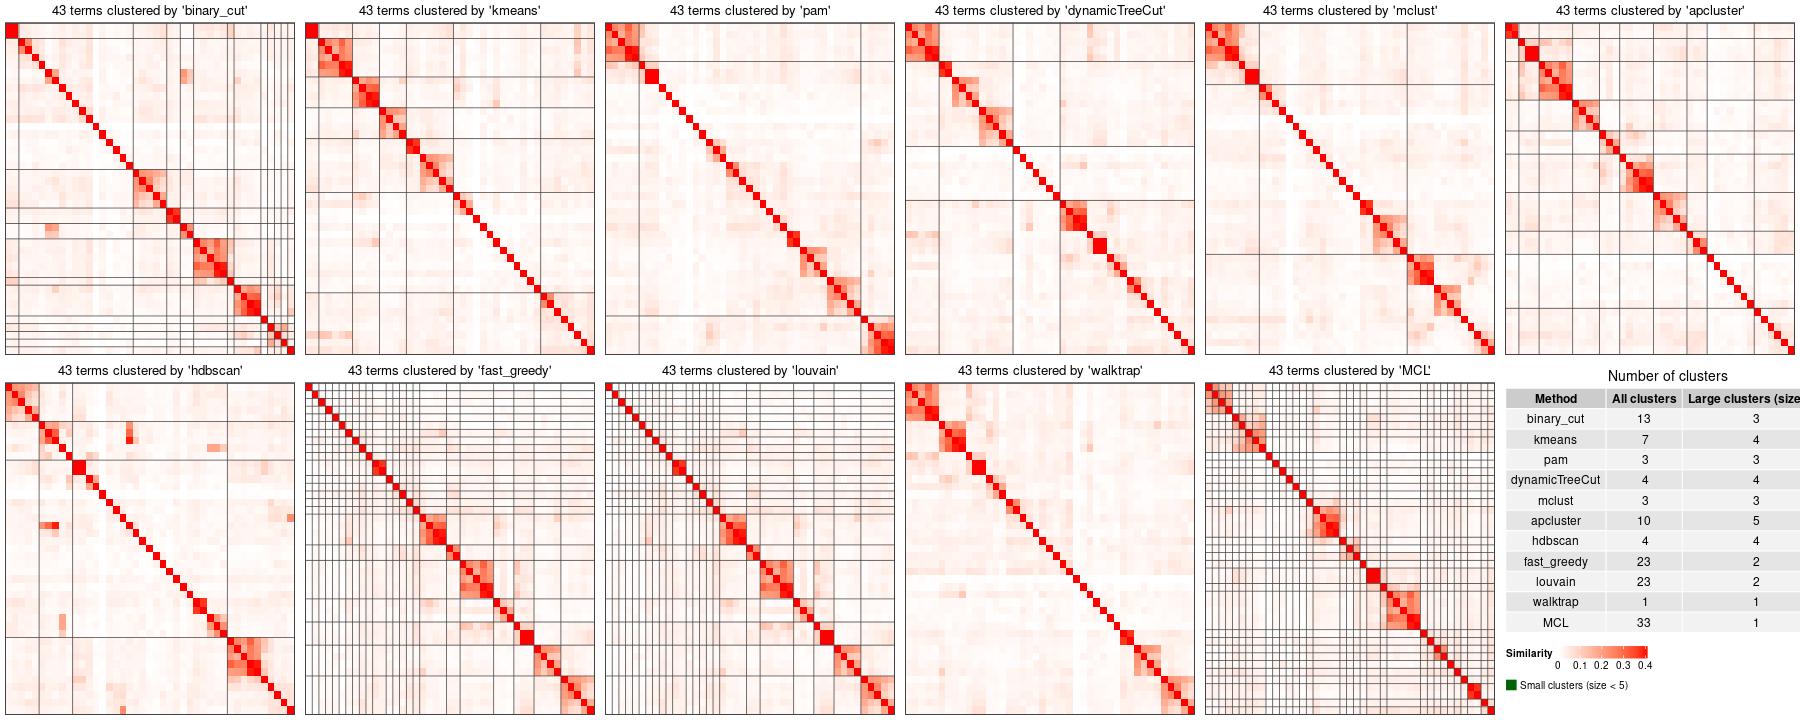 43 terms clustered by 'binary_cut'
43 terms clustered by 'kmeans'
43 terms clustered by 'pam'
43 terms clustered by 'dynamicTreeCut'
43 terms clustered by 'mclust'
43 terms clustered by 'apcluster'
43 terms clustered by 'hdbscan'
43 terms clustered by 'fast_greedy'
43 terms clustered by 'louvain'
43 terms clustered by 'walktrap'
43 terms clustered by 'MCL'
Number of clusters
Method All clusters Large clusters (size
binary_cut 13 3
kmeans 7 4
pam 3 3
dynamicTreeCut 4 4
mclust 3 3
apcluster 10 5
hdbscan 4 4
fast_greedy 23 2
louvain 23 2
walktrap 1 1
MCL 33 1
Similarity
0 0.1 0.2 0.3 0.4
Small clusters (size < 5)